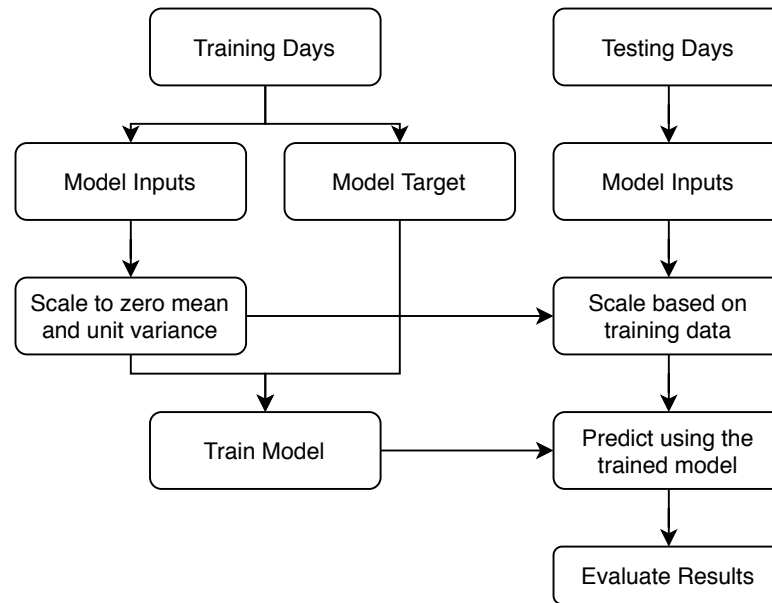 Training Days
Testing Days
Model Inputs
Model Target
Model Inputs
Scale to zero mean
and unit variance
Scale based on
training data
Train Model
Predict using the
trained model
Evaluate Results